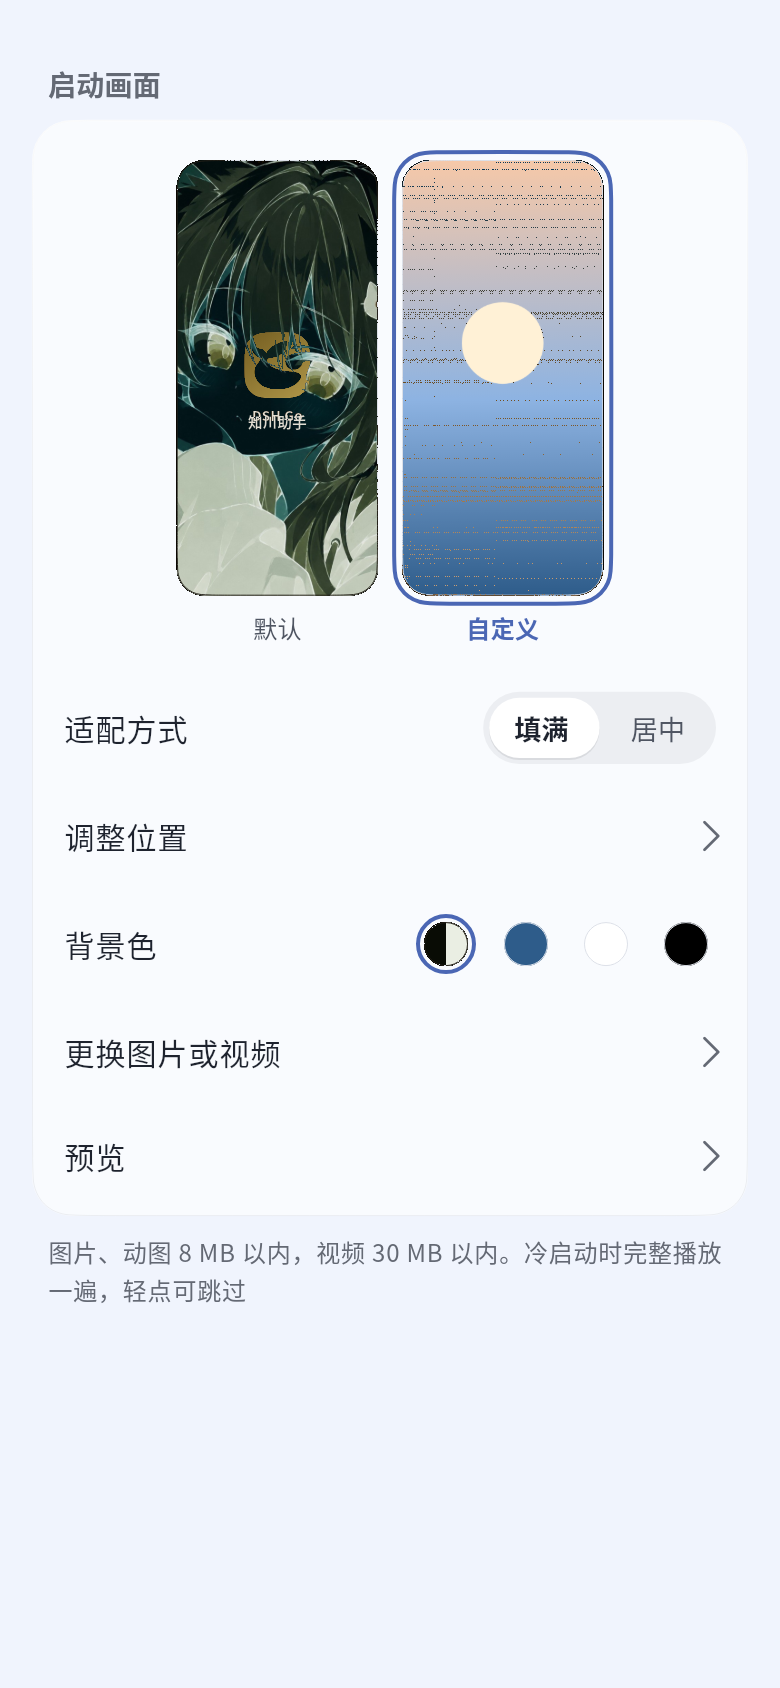 启动画面
DSH Go
知川助手
默认
自定义
适配方式
填满
居中
调整位置
背景色
更换图片或视频
预览
图片、动图 8 MB 以内，视频 30 MB 以内。冷启动时完整播放
一遍，轻点可跳过